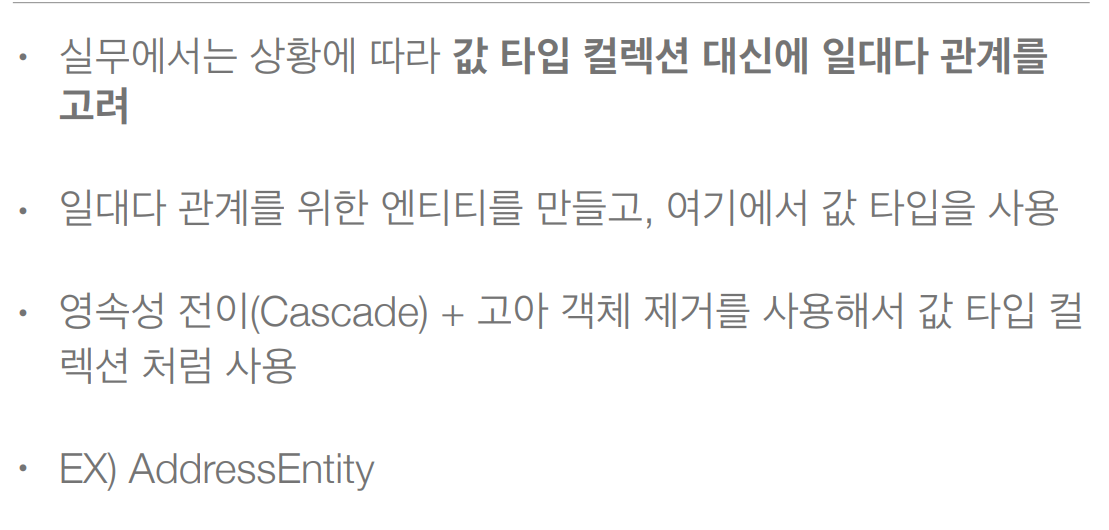 • 실무에서는 상황에 따라 값 타입 컬렉션 대신에 일대다 관계를
고려
• 일대다 관계를 위한 엔티티를 만들고, 여기에서 값 타입을 사용
• 영속성 전이(Cascade) + 고아 객체 제거를 사용해서 값 타입 컬
렉션 처럼 사용
• EX) AddressEntity